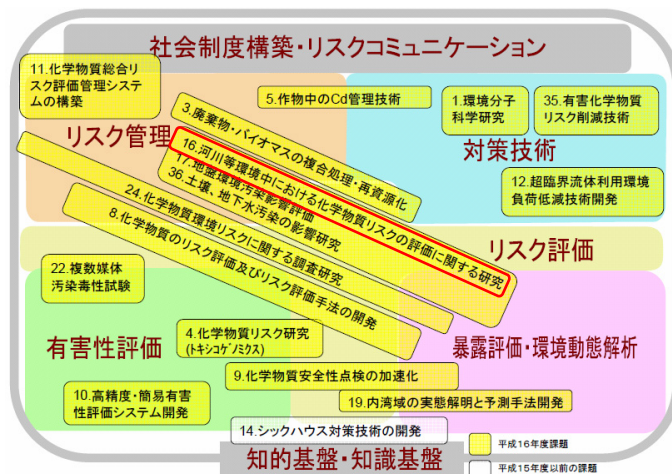 社会制度構築・リスクコミュニケーション
11.化学物質総合リ
スク評価管理システ
ムの構築
リスク管理
5.作物中のCd管理技術
1.環境分子
科学研究
35.有害化学物質
リスク削減技術
対策技術
12.超臨界流体利用環境
負荷低減技術開発
3.廃棄物・バイオマスの複合処理・再資源化
16.河川等環境中における化学物質リスクの評価に関する研究
17.地盤環境汚染影響評価
36.土壌、地下水汚染の影響研究
24.化学物質環境リスクに関する調査研究
8.化学物質のリスク評価及びリスク評価手法の開発
リスク評価
22.複数媒体
汚染毒性試験
有害性評価
4.化学物質リスク研究
(トキシコゲノミクス)
暴露評価・環境動態解析
9.化学物質安全性点検の加速化
10.高精度・簡易有害
性評価システム開発
19.内湾域の実態解明と予測手法開発
14.シックハウス対策技術の開発
知的基盤・知識基盤
平成16年度課題
平成15年度以前の課題